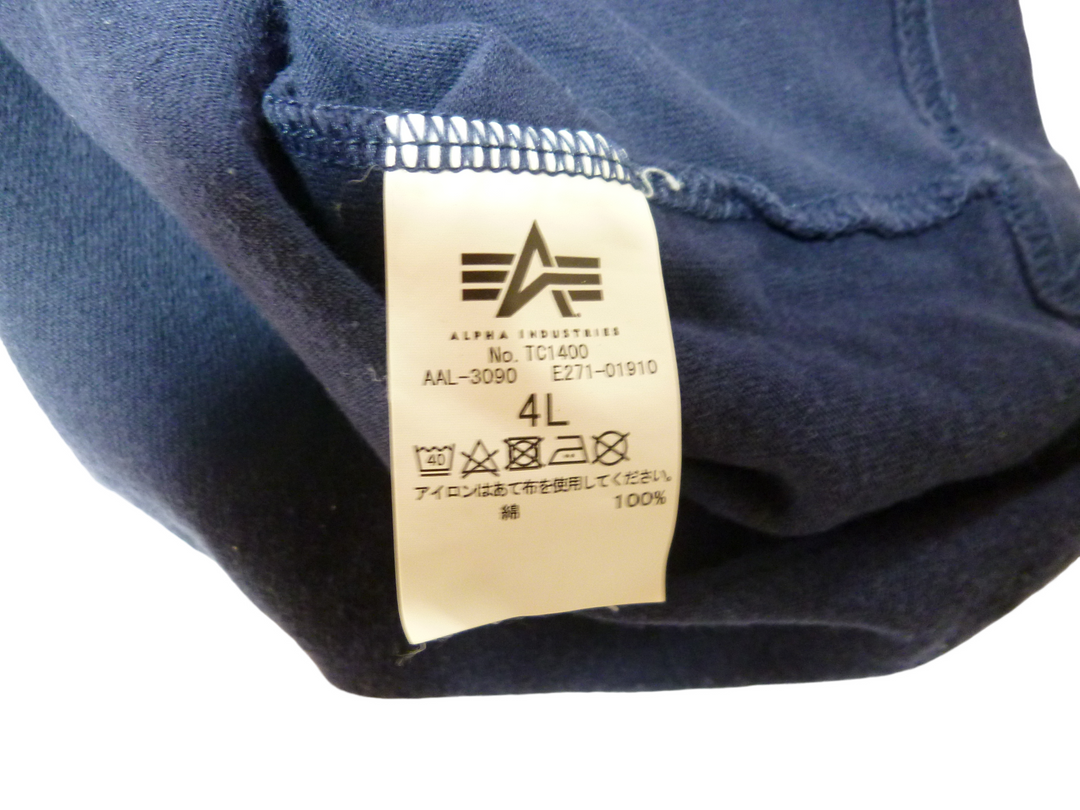 ALPHA INDUSTRIES
No. TC1400
AAL-3090 E271-01910
4L
40
アイロンはあて布を使用してください。
綿 100%